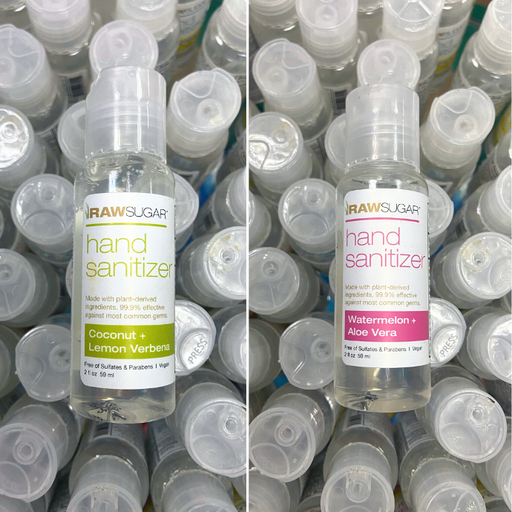 RAWSUGAR
hand
sanitizer
Made with plant-derived
ingredients. 99.9% effective
against most common germs.
Coconut +
Lemon Verbena
Free of Sulfates & Parabens | Vegan
2 fl oz 59 ml
PRESS
RAWSUGAR
hand
sanitizer
Made with plant-derived
ingredients. 99.9% effective
against most common germs.
Watermelon +
Aloe Vera
Free of Sulfates & Parabens | Vegan
2 fl oz 59 ml
PRESS